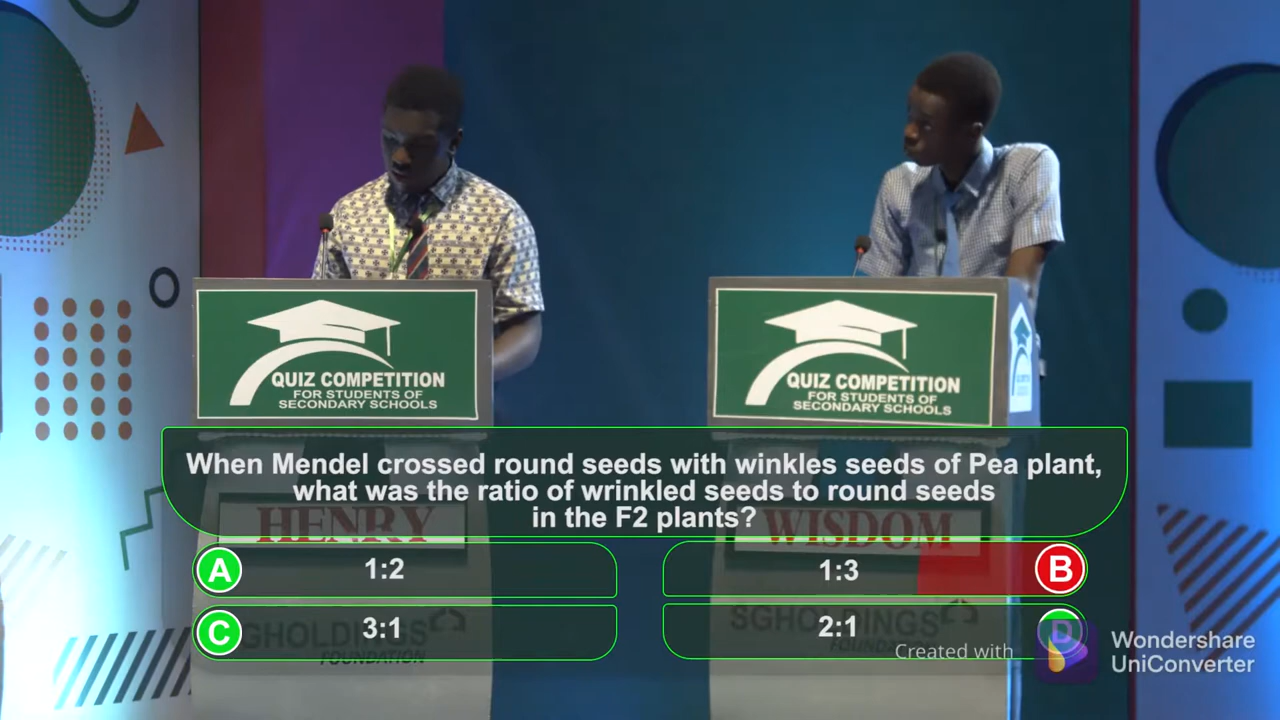 QUIZ COMPETITION
FOR STUDENTS OF
SECONDARY SCHOOLS
QUIZ COMPETITION
FOR STUDENTS OF
SECONDARY SCHOOLS
When Mendel crossed round seeds with winkles seeds of Pea plant,
what was the ratio of wrinkled seeds to round seeds
in the F2 plants?
HENRY
WISDOM
A 1:2
1:3 B
C 3:1
2:1 D
GHOLDINGS
FOUNDATION
SGHOLDINGS
Created with
Wondershare
UniConverter